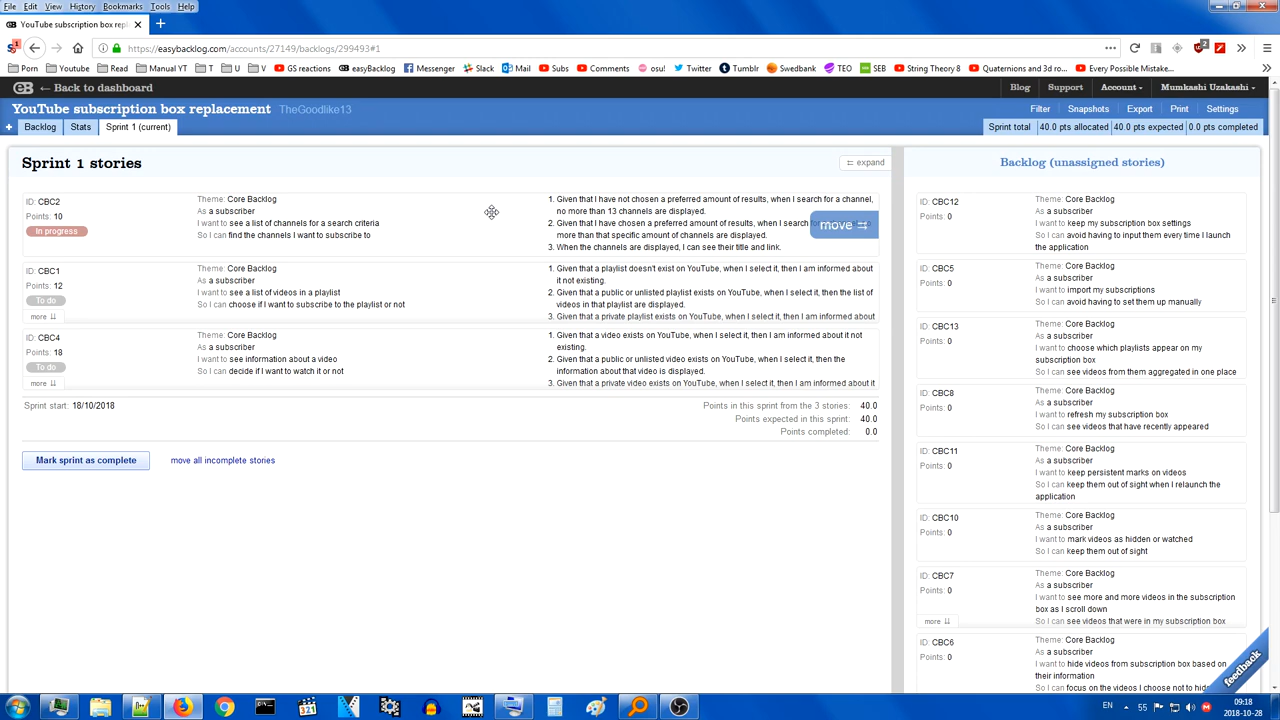 File Edit View History Bookmarks Tools Help
YouTube subscription box repl
https://easybacklog.com/accounts/27149/backlogs/299493#1
Porn Youtube Read Manual YT T U V GS reactions easyBacklog Messenger Slack Mail Subs Comments osu! Twitter Tumblr Swedbank TEO SEB String Theory 8 Quaternions and 3d ro... Every Possible Mistake...
← Back to dashboard
Blog Support Account Mumkashi Uzakashi
YouTube subscription box replacement TheGoodlike13
Filter Snapshots Export Print Settings
Backlog Stats Sprint 1 (current)
Sprint total 40.0 pts allocated 40.0 pts expected 0.0 pts completed
Sprint 1 stories
expand
ID: CBC2
Points: 10
In progress
Theme: Core Backlog
As a subscriber
I want to see a list of channels for a search criteria
So I can find the channels I want to subscribe to
1. Given that I have not chosen a preferred amount of results, when I search for a channel,
no more than 13 channels are displayed.
2. Given that I have chosen a preferred amount of results, when I search
more than that specific amount of channels are displayed.
3. When the channels are displayed, I can see their title and link.
move
ID: CBC1
Points: 12
To do
more
Theme: Core Backlog
As a subscriber
I want to see a list of videos in a playlist
So I can choose if I want to subscribe to the playlist or not
1. Given that a playlist doesn't exist on YouTube, when I select it, then I am informed about
it not existing.
2. Given that a public or unlisted playlist exists on YouTube, when I select it, then the list of
videos in that playlist are displayed.
3. Given that a private playlist exists on YouTube, when I select it, then I am informed about
ID: CBC4
Points: 18
To do
more
Theme: Core Backlog
As a subscriber
I want to see information about a video
So I can decide if I want to watch it or not
1. Given that a video exists on YouTube, when I select it, then I am informed about it not
existing.
2. Given that a public or unlisted video exists on YouTube, when I select it, then the
information about that video is displayed.
3. Given that a private video exists on YouTube, when I select it, then I am informed about it
Sprint start: 18/10/2018
Points in this sprint from the 3 stories: 40.0
Points expected in this sprint: 40.0
Points completed: 0.0
Mark sprint as complete move all incomplete stories
Backlog (unassigned stories)
ID: CBC12
Points: 0
Theme: Core Backlog
As a subscriber
I want to keep my subscription box settings
So I can avoid having to input them every time I launch
the application
ID: CBC5
Points: 0
Theme: Core Backlog
As a subscriber
I want to import my subscriptions
So I can avoid having to set them up manually
ID: CBC13
Points: 0
Theme: Core Backlog
As a subscriber
I want to choose which playlists appear on my
subscription box
So I can see videos from them aggregated in one place
ID: CBC8
Points: 0
Theme: Core Backlog
As a subscriber
I want to refresh my subscription box
So I can see videos that have recently appeared
ID: CBC11
Points: 0
Theme: Core Backlog
As a subscriber
I want to keep persistent marks on videos
So I can keep them out of sight when I relaunch the
application
ID: CBC10
Points: 0
Theme: Core Backlog
As a subscriber
I want to mark videos as hidden or watched
So I can keep them out of sight
ID: CBC7
Points: 0
more
Theme: Core Backlog
As a subscriber
I want to see more and more videos in the subscription
box as I scroll down
So I can see videos that were in my subscription box
ID: CBC6
Points: 0
Theme: Core Backlog
As a subscriber
I want to hide videos from subscription box based on
their information
So I can focus on the videos I choose not to hide
feedback
EN 55 09:18
2018-10-28